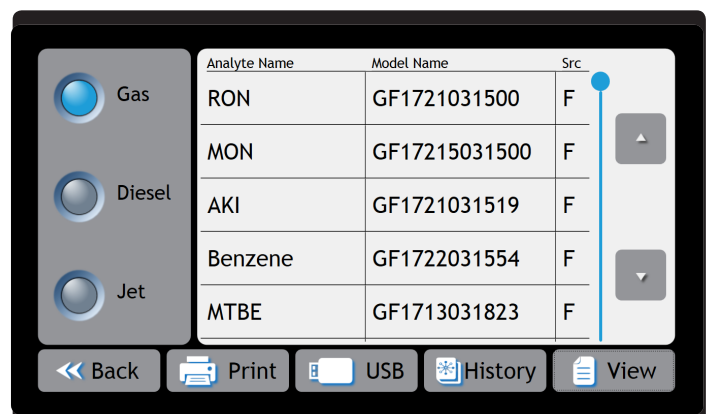 Gas
Diesel
Jet
Analyte Name Model Name Src
RON GF1721031500 F
MON GF17215031500 F
AKI GF1721031519 F
Benzene GF1722031554 F
MTBE GF1713031823 F
Back Print USB History View